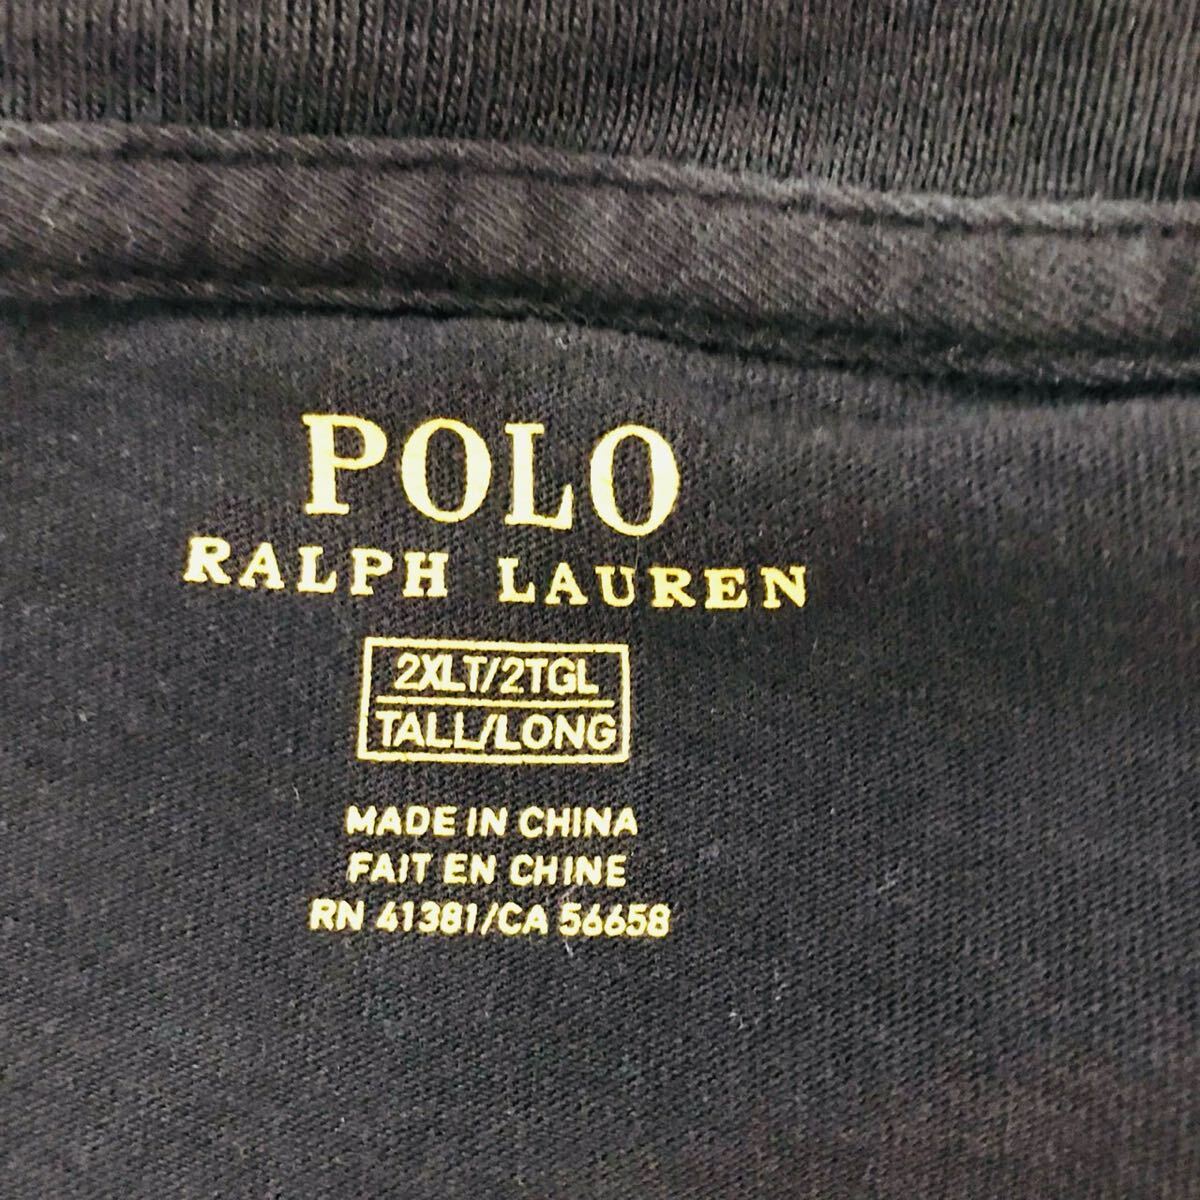 POLO
RALPH LAUREN
2XLT/2TGL
TALL/LONG
MADE IN CHINA
FAIT EN CHINE
RN 41381/CA 56658